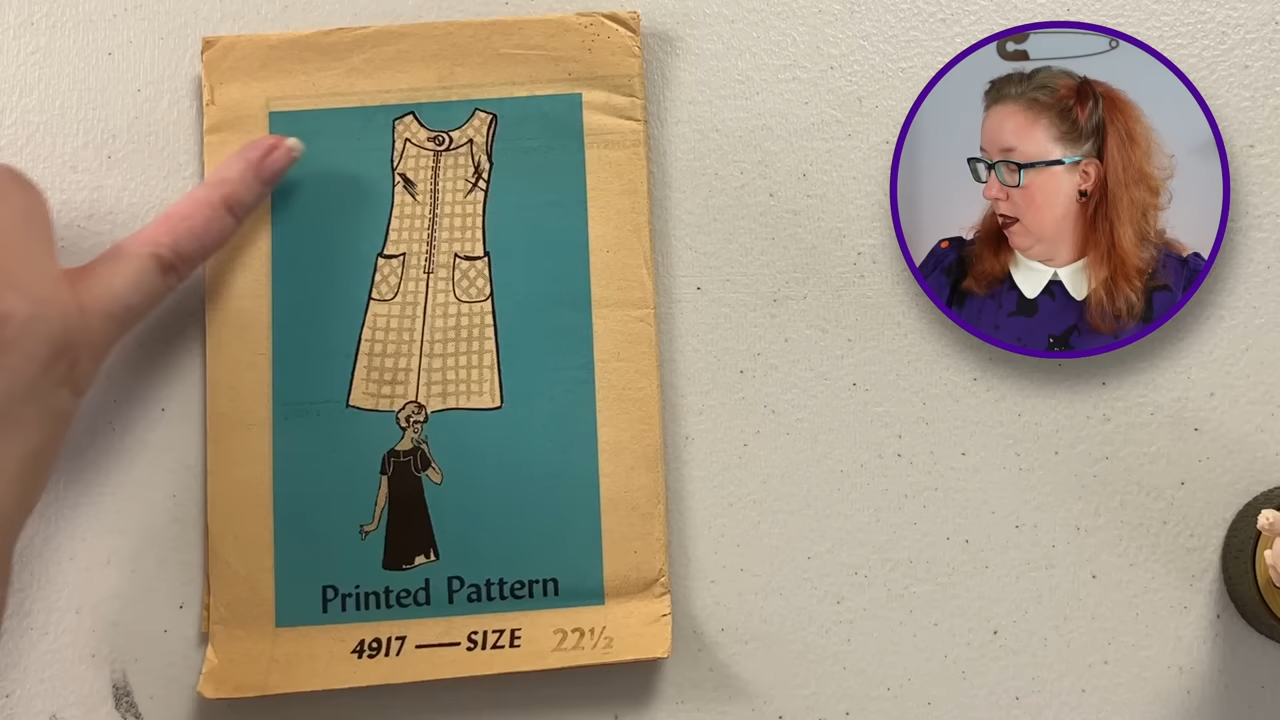 Printed Pattern
4917 — SIZE 22½